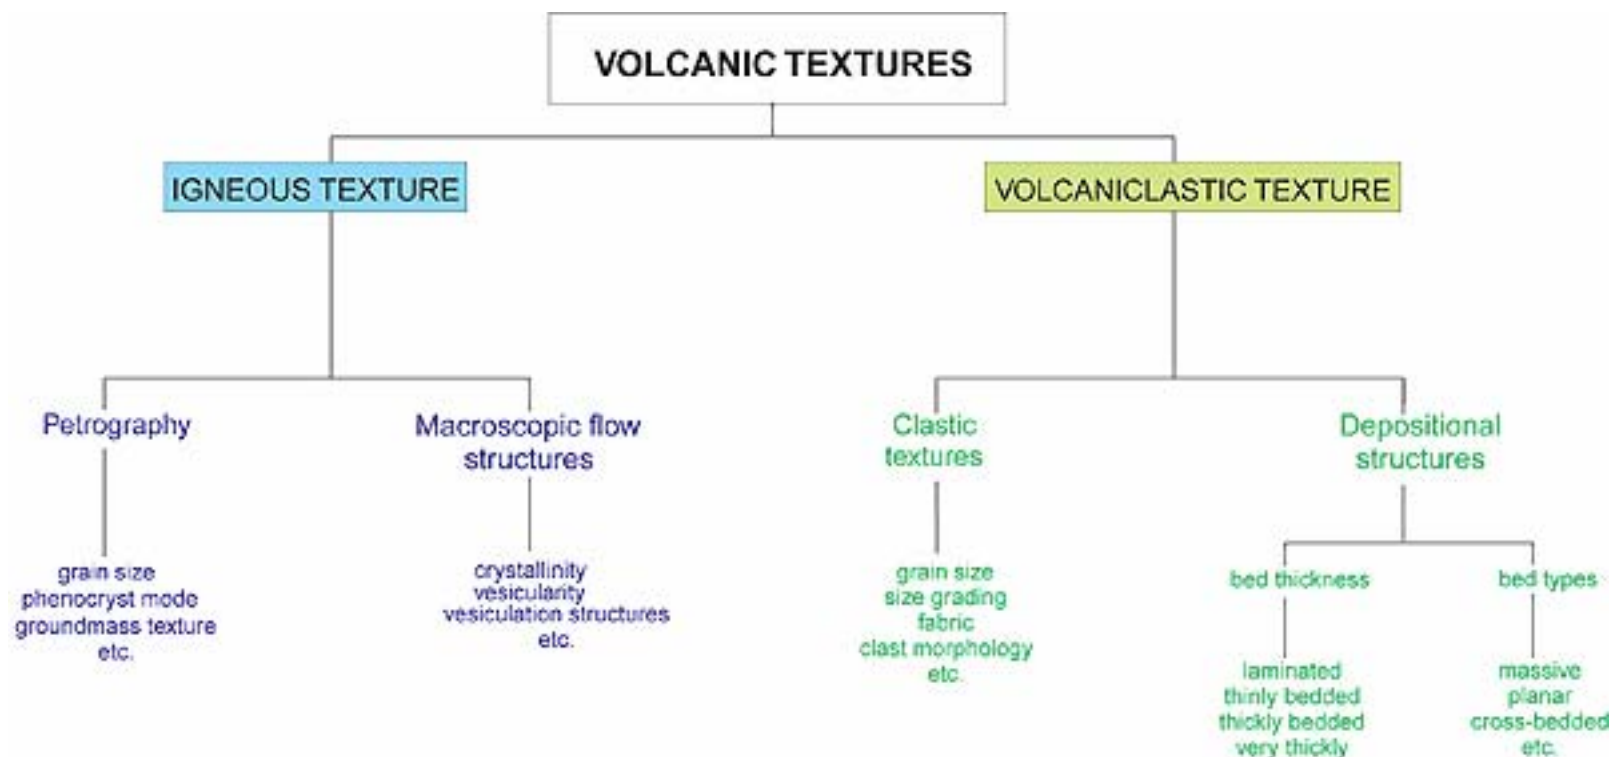 VOLCANIC TEXTURES
IGNEOUS TEXTURE
VOLCANICLASTIC TEXTURE
Petrography
Macroscopic flow
structures
Clastic
textures
Depositional
structures
grain size
phenocryst mode
groundmass texture
etc.
crystallinity
vesicularity
vesiculation structures
etc.
grain size
size grading
fabric
clast morphology
etc.
bed thickness
bed types
laminated
thinly bedded
thickly bedded
very thickly
massive
planar
cross-bedded
etc.